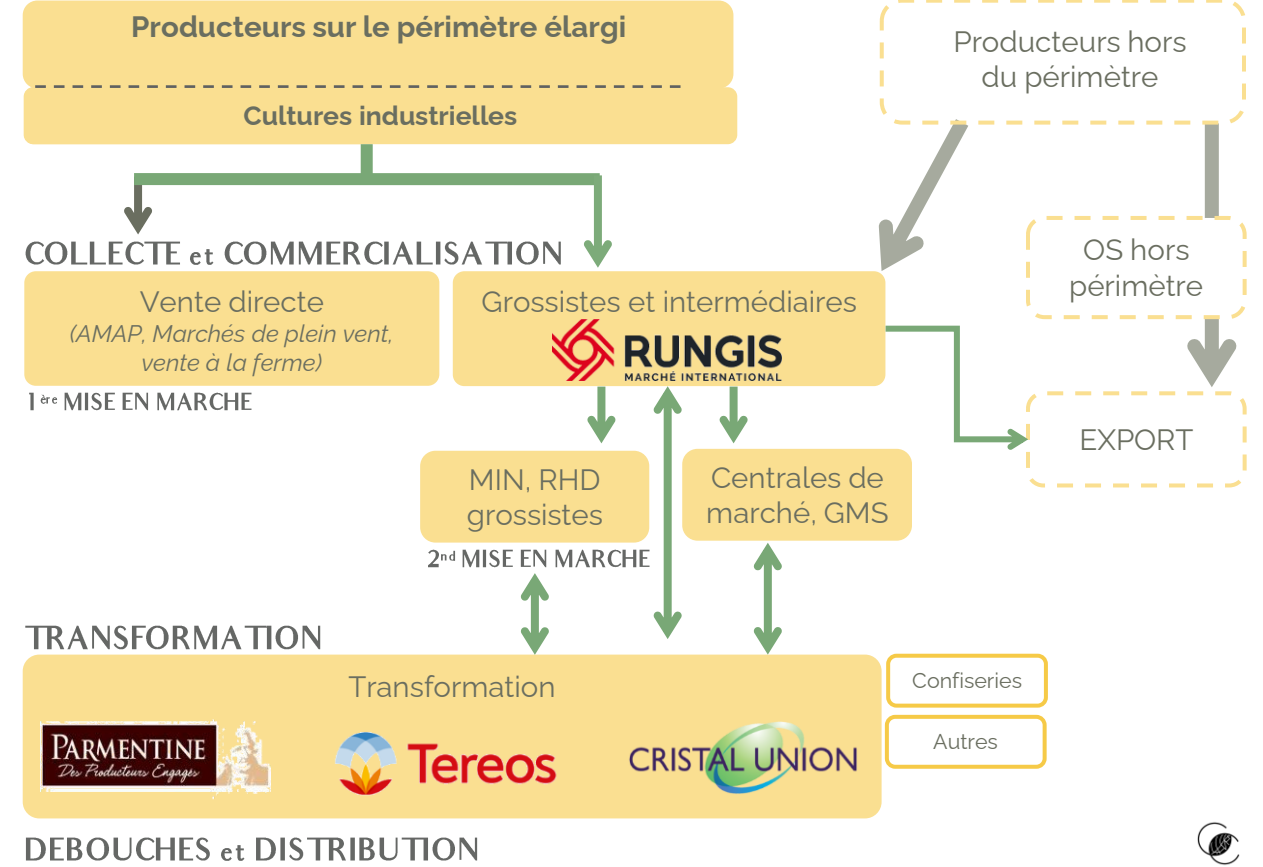 Producteurs sur le périmètre élargi
Cultures industrielles
Producteurs hors
du périmètre
COLLECTE et COMMERCIALISATION
OS hors
périmètre
Vente directe
(AMAP, Marchés de plein vent,
vente à la ferme)
Grossistes et intermédiaires
RUNGIS
MARCHÉ INTERNATIONAL
1ère MISE EN MARCHE
EXPORT
MIN, RHD
grossistes
Centrales de
marché, GMS
2nd MISE EN MARCHE
TRANSFORMATION
Transformation
Confiseries
Autres
PARMENTINE
Des Producteurs Engagés
Tereos
CRISTAL UNION
DEBOUCHES et DISTRIBUTION